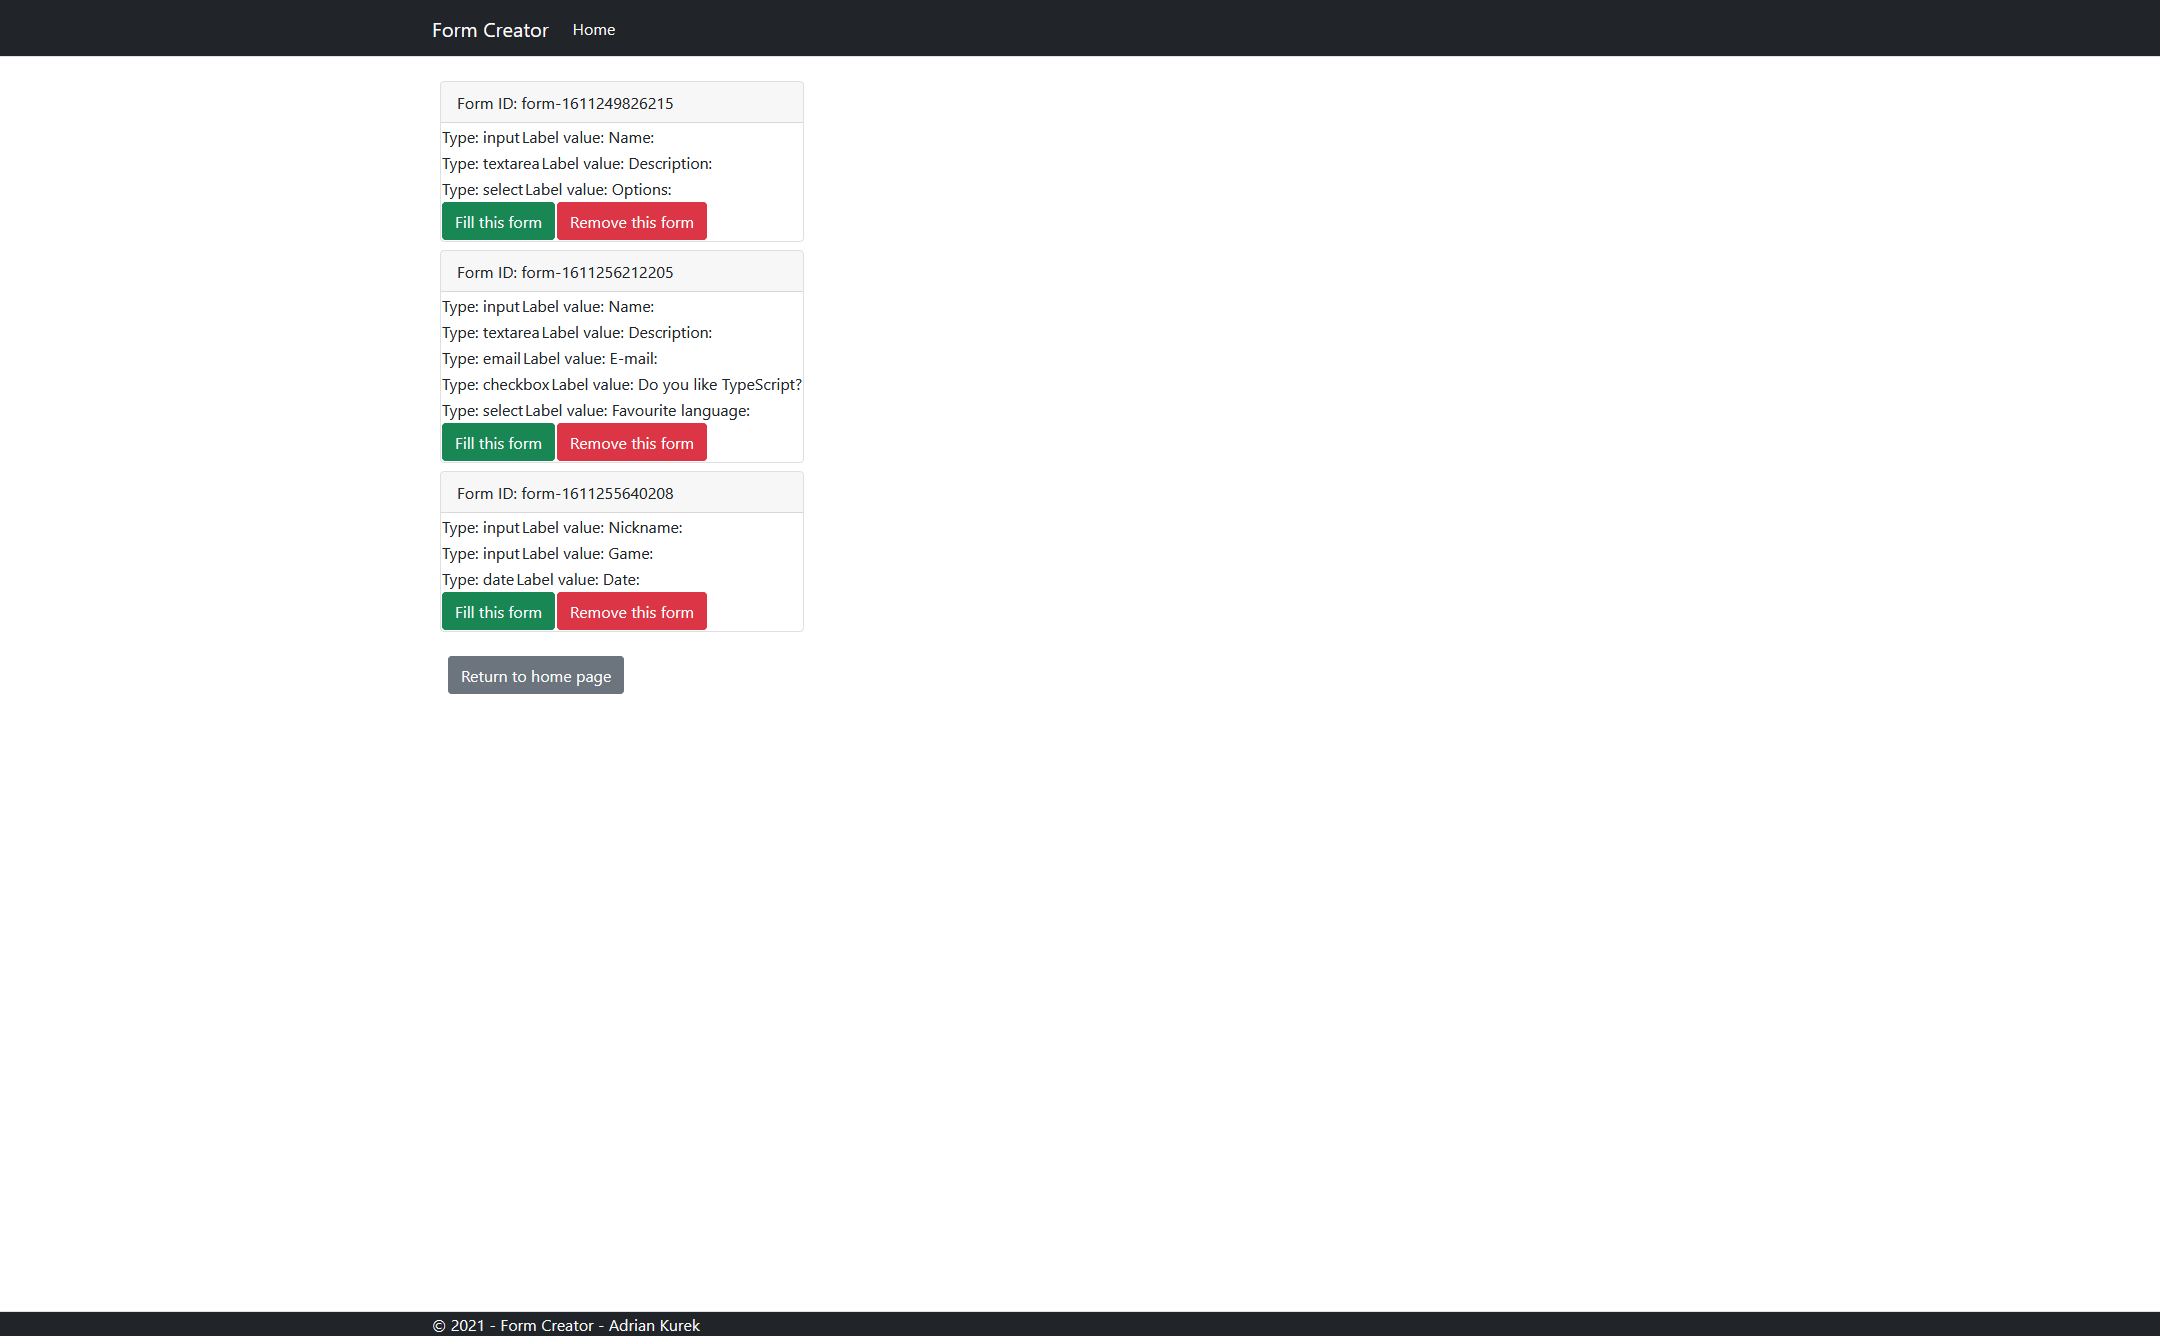 Form Creator Home
Form ID: form-1611249826215
Type: input Label value: Name:
Type: textarea Label value: Description:
Type: select Label value: Options:
Fill this form Remove this form
Form ID: form-1611256212205
Type: input Label value: Name:
Type: textarea Label value: Description:
Type: email Label value: E-mail:
Type: checkbox Label value: Do you like TypeScript?
Type: select Label value: Favourite language:
Fill this form Remove this form
Form ID: form-1611255640208
Type: input Label value: Nickname:
Type: input Label value: Game:
Type: date Label value: Date:
Fill this form Remove this form
Return to home page
© 2021 - Form Creator - Adrian Kurek